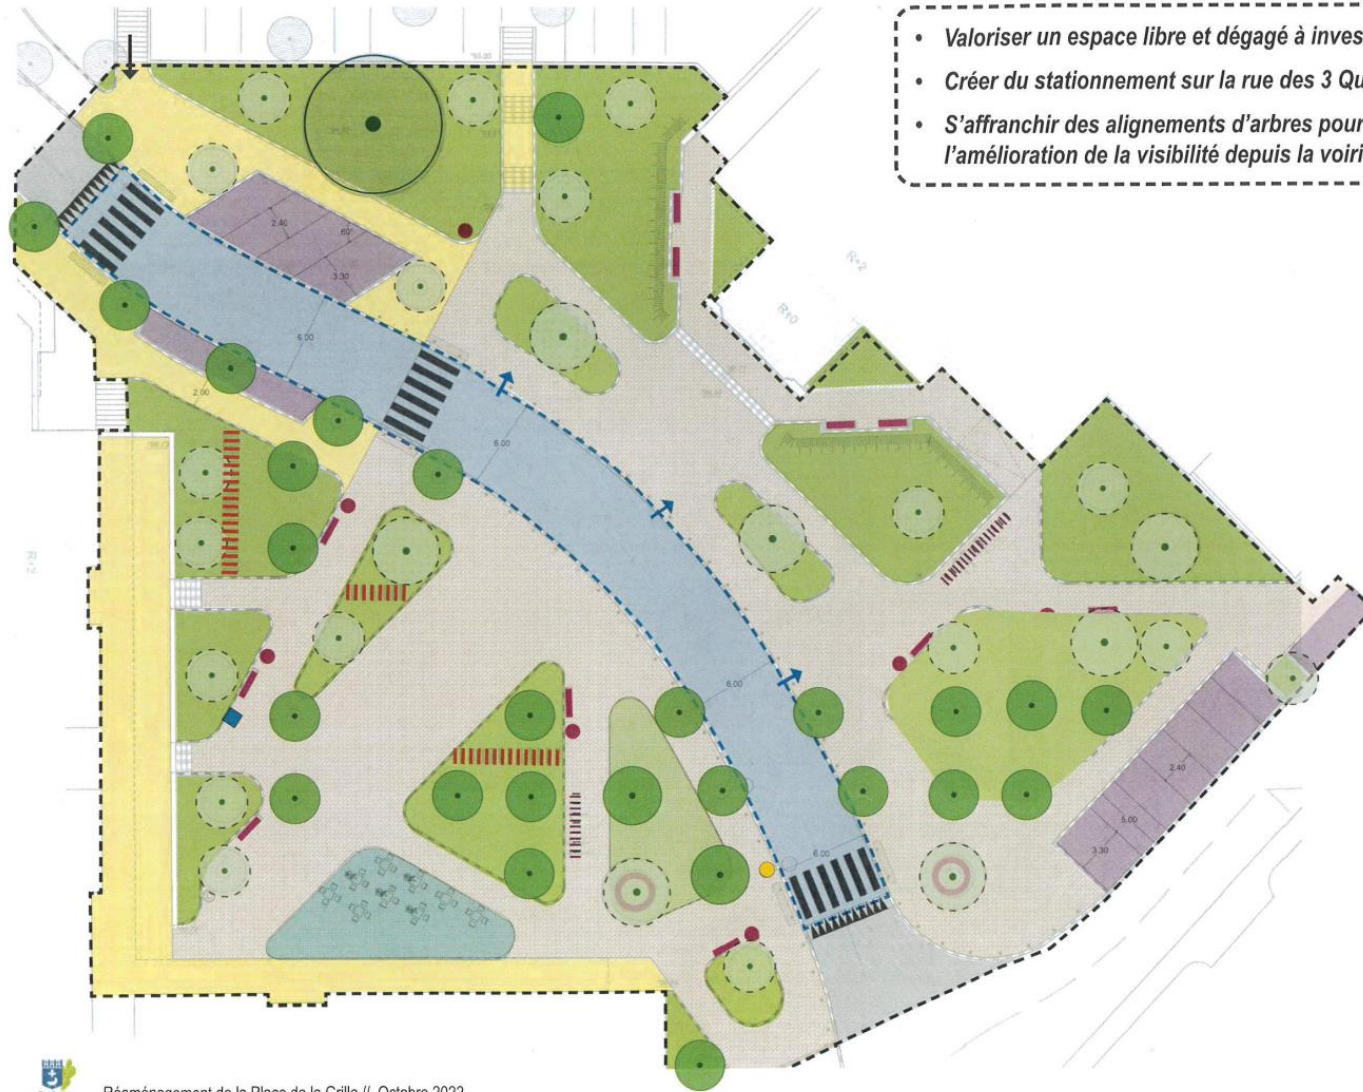 • Valoriser un espace libre et dégagé à inves
• Créer du stationnement sur la rue des 3 Qu
• S'affranchir des alignements d'arbres pour
l'amélioration de la visibilité depuis la voiri
R+2
R+0
2.40
60°
3.30
6.00
2.00
6.00
R+2
6.00
2.40
5.00
3.30
6.00
Réaménagement de la Place de la Grille // Octobre 2022